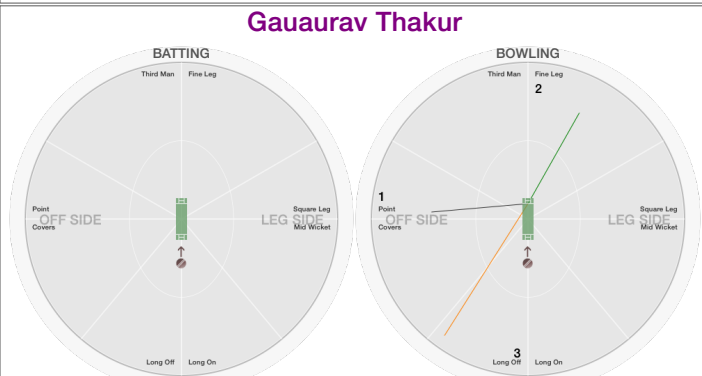 Gauaurav Thakur
BATTING
Third Man Fine Leg
Point
OFF SIDE
Covers
Square Leg
LEG SIDE
Mid Wicket
Long Off Long On
BOWLING
Third Man Fine Leg
2
1
Point
OFF SIDE
Covers
Square Leg
LEG SIDE
Mid Wicket
3
Long Off Long On